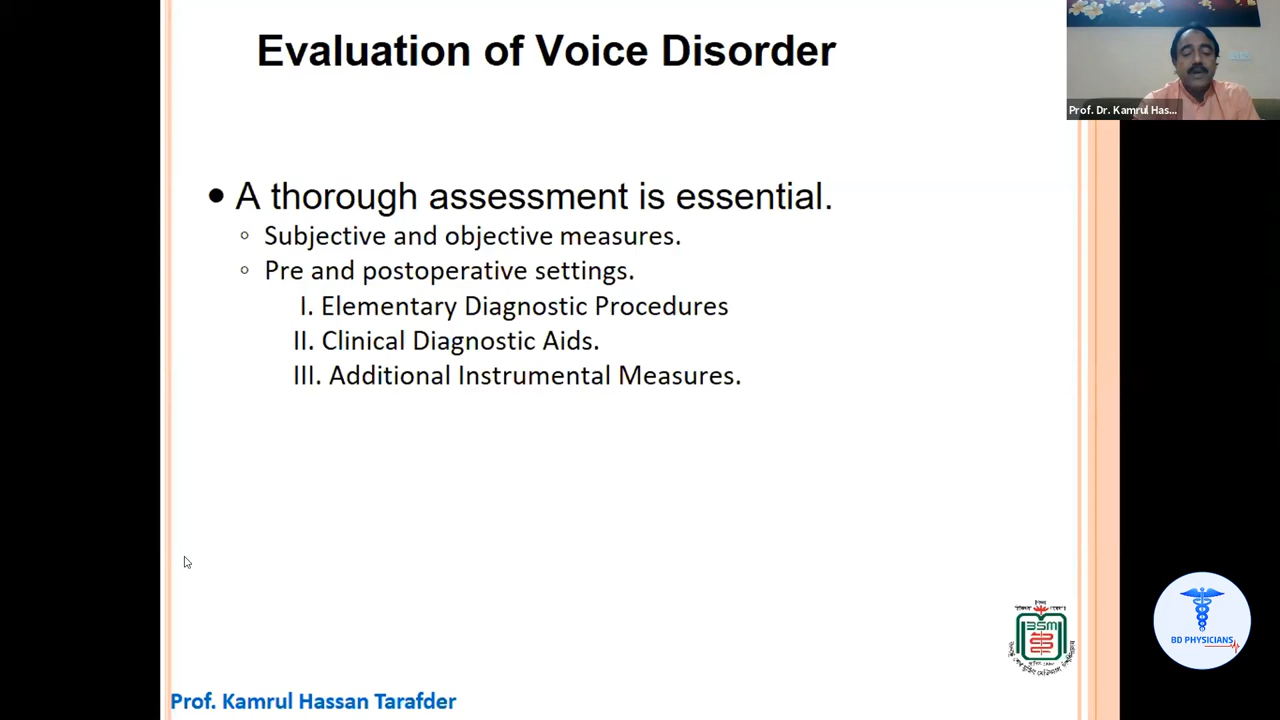 Evaluation of Voice Disorder
Prof. Dr. Kamrul Has...
• A thorough assessment is essential.
◦ Subjective and objective measures.
◦ Pre and postoperative settings.
I. Elementary Diagnostic Procedures
II. Clinical Diagnostic Aids.
III. Additional Instrumental Measures.
BSM
BD PHYSICIANS
Prof. Kamrul Hassan Tarafder